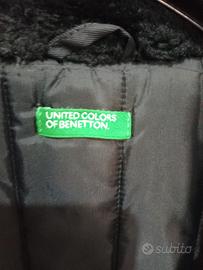 UNITED COLORS
OF BENETTON.
subito